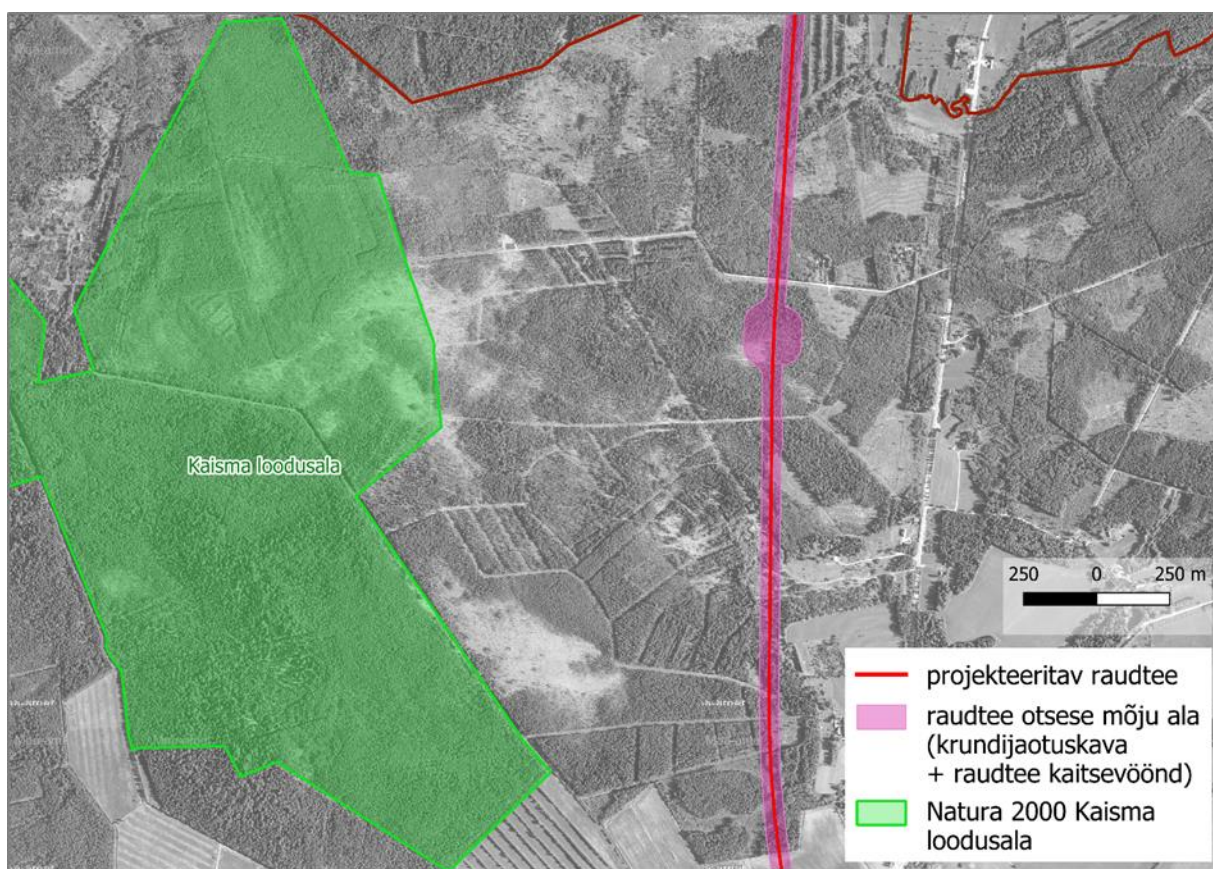 Kaisma loodusala
250 0 250 m
projekteeritav raudtee
raudtee otsese mõju ala
(krundijaotuskava
+ raudtee kaitsevöönd)
Natura 2000 Kaisma
loodusala